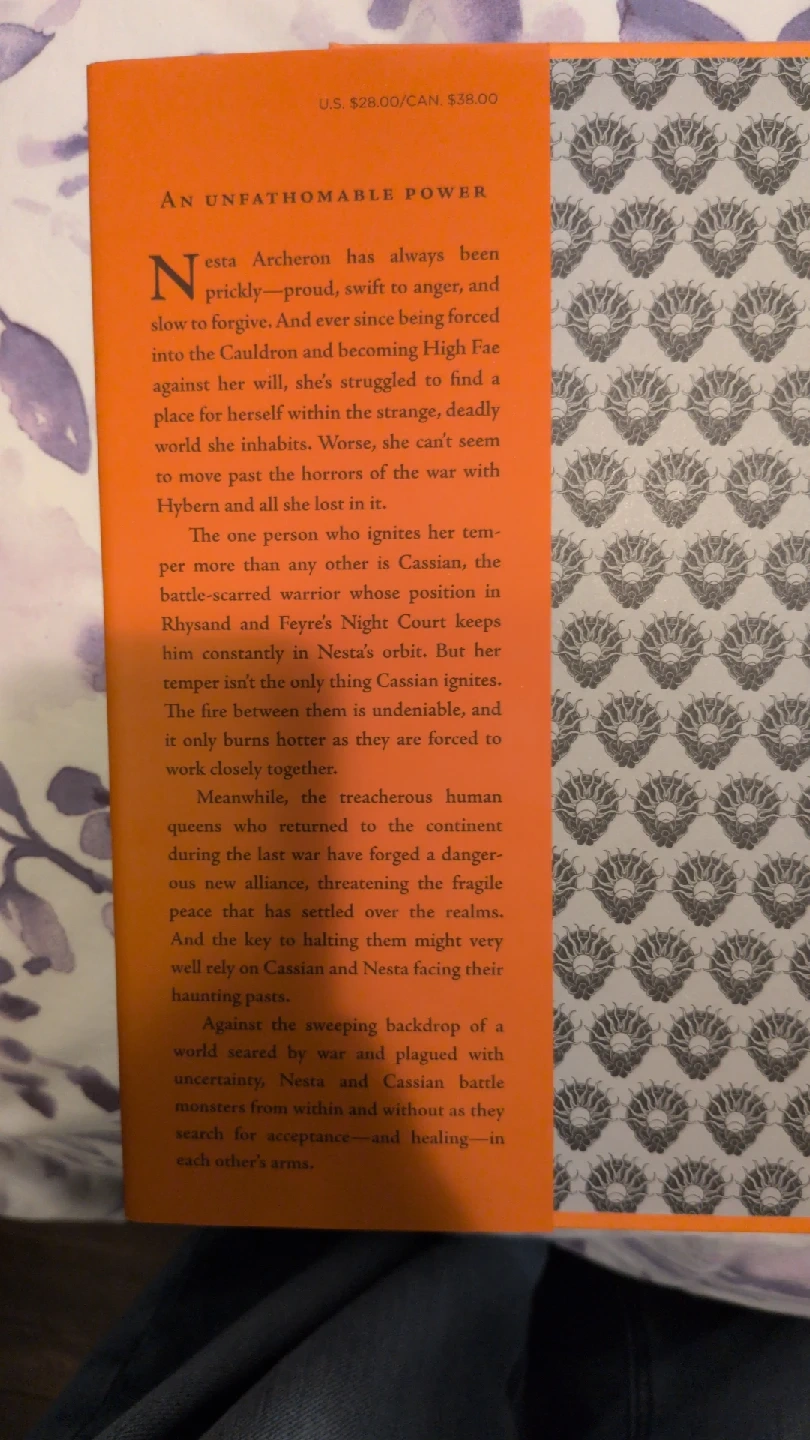 U.S. $28.00/CAN. $38.00
AN UNFATHOMABLE POWER
Nesta Archeron has always been
prickly—proud, swift to anger, and
slow to forgive. And ever since being forced
into the Cauldron and becoming High Fae
against her will, she's struggled to find a
place for herself within the strange, deadly
world she inhabits. Worse, she can't seem
to move past the horrors of the war with
Hybern and all she lost in it.
The one person who ignites her tem-
per more than any other is Cassian, the
battle-scarred warrior whose position in
Rhysand and Feyre's Night Court keeps
him constantly in Nesta's orbit. But her
temper isn't the only thing Cassian ignites.
The fire between them is undeniable, and
it only burns hotter as they are forced to
work closely together.
Meanwhile, the treacherous human
queens who returned to the continent
during the last war have forged a danger-
ous new alliance, threatening the fragile
peace that has settled over the realms.
And the key to halting them might very
well rely on Cassian and Nesta facing their
haunting pasts.
Against the sweeping backdrop of a
world seared by war and plagued with
uncertainty, Nesta and Cassian battle
monsters from within and without as they
search for acceptance—and healing—in
each other's arms.